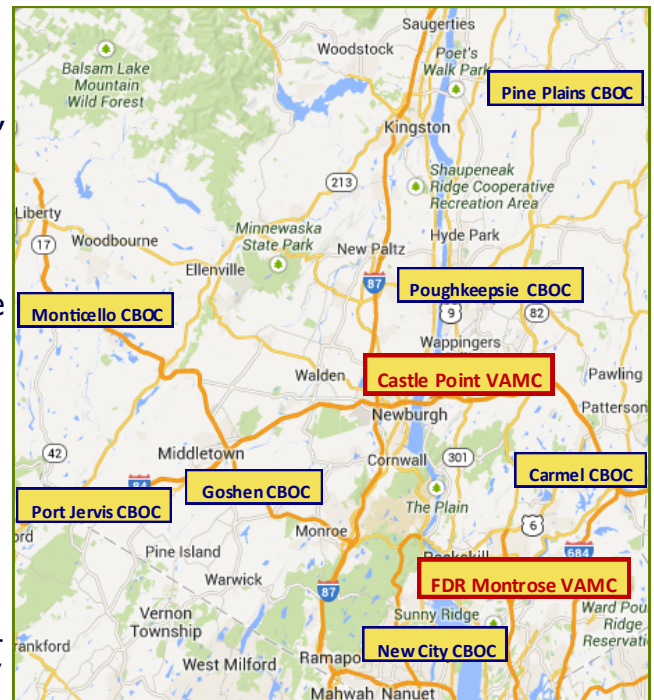 Saugerties
Woodstock
Poet's
Walk Park
Balsam Lake
Mountain
Wild Forest
Pine Plains CBOC
Kingston
213
Shaupeneak
Ridge Cooperative
Recreation Area
Liberty
17
Woodbourne
Minnewaska
State Park
Hyde Park
New Paltz
Ellenville
87
Poughkeepsie CBOC
Monticello CBOC
9
82
Wappingers
Castle Point VAMC
Walden
Pawling
Newburgh
Patterson
42
Middletown
Cornwall
301
Carmel CBOC
84
Goshen CBOC
The Plain
Port Jervis CBOC
Monroe
6
Pine Island
684
Warwick
87
FDR Montrose VAMC
Vernon
Township
Sunny Ridge
Ward Pou
Ridge
Reservati
rankford
West Milford
Ramapo
New City CBOC
Mahwah
Nanuet